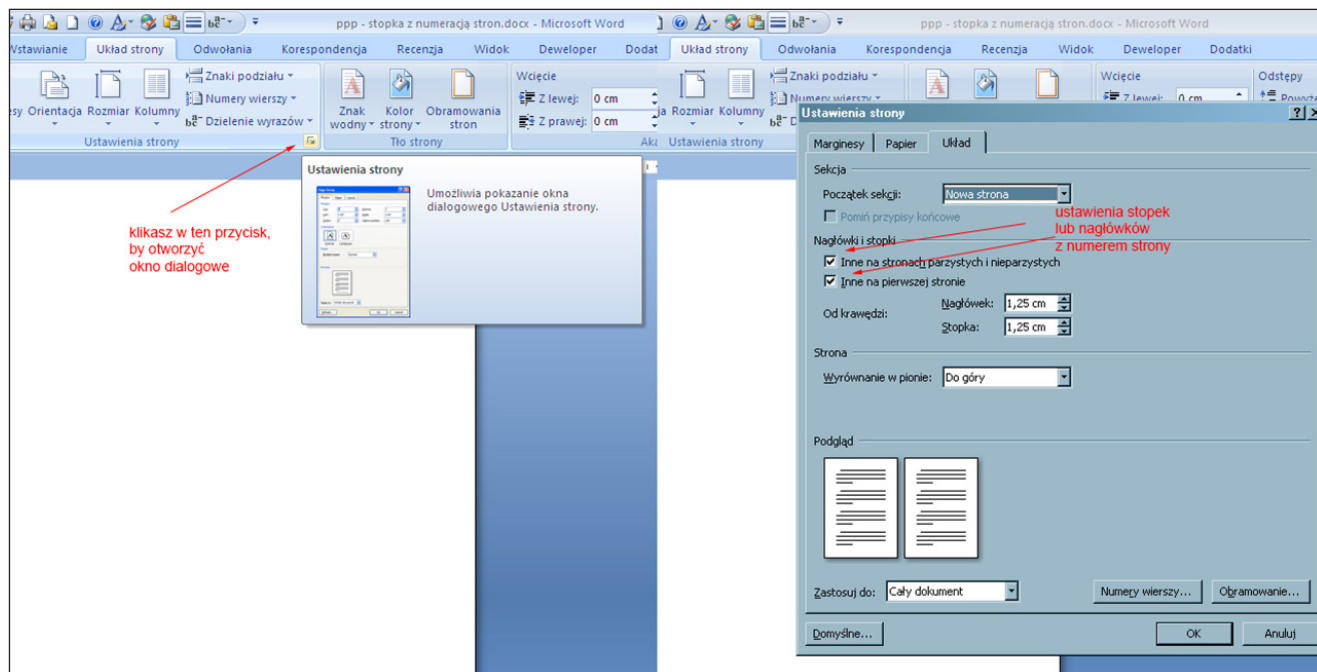 ppp - stopka z numeracją stron.docx - Microsoft Word
Wstawianie Układ strony Odwołania Korespondencja Recenzja Widok Deweloper Dodat
Orientacja Rozmiar Kolumny
Znaki podziału
Numery wierszy
Dzielenie wyrazów
Znak wodny
Kolor strony
Obramowania stron
Wcięcie
Z lewej: 0 cm
Z prawej: 0 cm
Ustawienia strony Tło strony Aka
Ustawienia strony
Umożliwia pokazanie okna
dialogowego Ustawienia strony.
klikasz w ten przycisk,
by otworzyć
okno dialogowe
ppp - stopka z numeracją stron.docx - Microsoft Word
Układ strony Odwołania Korespondencja Recenzja Widok Deweloper Dodatki
ja Rozmiar Kolumny
Znaki podziału
Numery wierszy
Wcięcie
Z lewej: 0 cm
Odstępy
Ustawienia strony
Ustawienia strony
Marginesy Papier Układ
Sekcja
Początek sekcji: Nowa strona
Pomiń przypisy końcowe
ustawienia stopek
lub nagłówków
z numerem strony
Nagłówki i stopki
Inne na stronach parzystych i nieparzystych
Inne na pierwszej stronie
Od krawędzi:
Nagłówek: 1,25 cm
Stopka: 1,25 cm
Strona
Wyrównanie w pionie: Do góry
Podgląd
Zastosuj do: Cały dokument
Numery wierszy... Obramowanie...
Domyślne... OK Anuluj